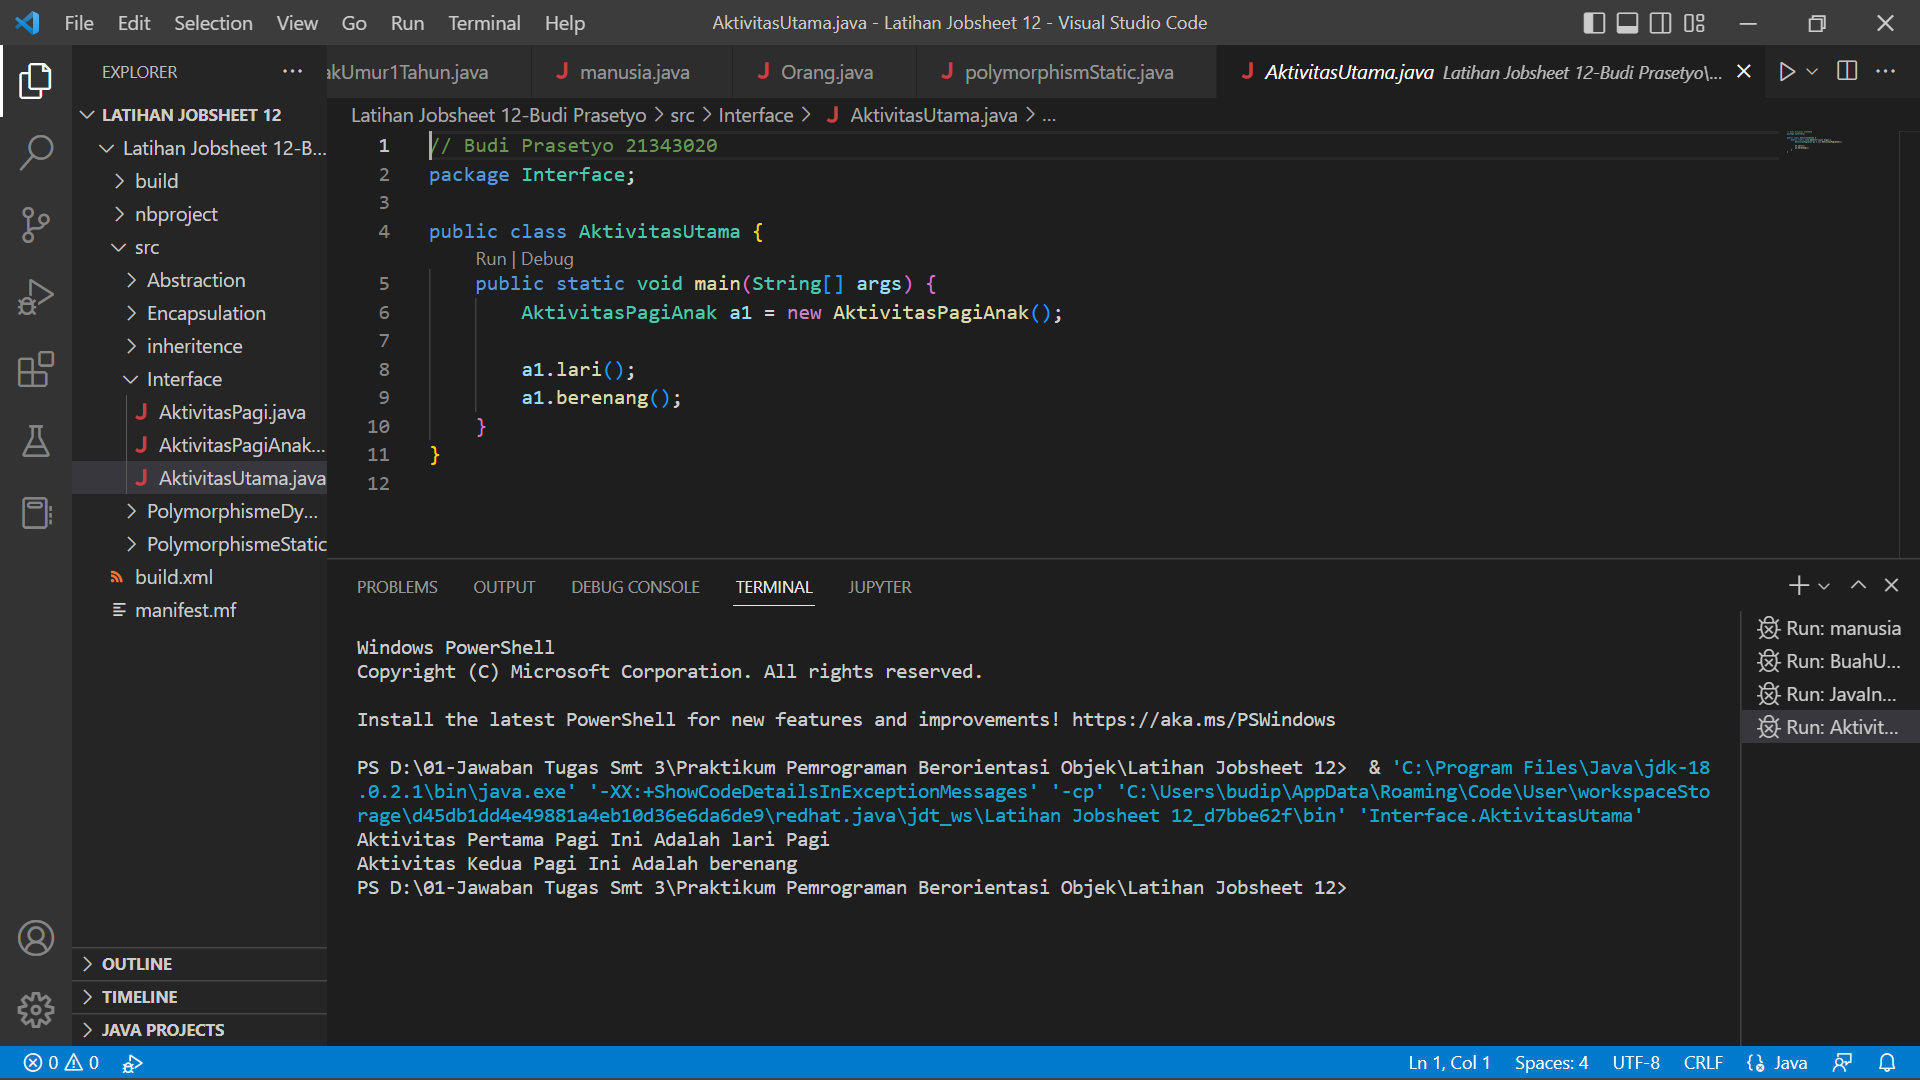 File Edit Selection View Go Run Terminal Help
AktivitasUtama.java - Latihan Jobsheet 12 - Visual Studio Code
EXPLORER
akUmur1Tahun.java
manusia.java
Orang.java
polymorphismStatic.java
AktivitasUtama.java Latihan Jobsheet 12-Budi Prasetyo\...
LATIHAN JOBSHEET 12
Latihan Jobsheet 12-B...
build
nbproject
src
Abstraction
Encapsulation
inheritence
Interface
AktivitasPagi.java
AktivitasPagiAnak...
AktivitasUtama.java
PolymorphismeDy...
PolymorphismeStatic
build.xml
manifest.mf
OUTLINE
TIMELINE
JAVA PROJECTS
Latihan Jobsheet 12-Budi Prasetyo > src > Interface > J AktivitasUtama.java > ...
1 // Budi Prasetyo 21343020
2 package Interface;
3
4 public class AktivitasUtama {
Run | Debug
5 public static void main(String[] args) {
6 AktivitasPagiAnak a1 = new AktivitasPagiAnak();
7
8 a1.lari();
9 a1.berenang();
10 }
11 }
12
PROBLEMS OUTPUT DEBUG CONSOLE TERMINAL JUPYTER
Windows PowerShell
Copyright (C) Microsoft Corporation. All rights reserved.
Install the latest PowerShell for new features and improvements! https://aka.ms/PSWindows
PS D:\01-Jawaban Tugas Smt 3\Praktikum Pemrograman Berorientasi Objek\Latihan Jobsheet 12> & 'C:\Program Files\Java\jdk-18
.0.2.1\bin\java.exe' '-XX:+ShowCodeDetailsInExceptionMessages' '-cp' 'C:\Users\budip\AppData\Roaming\Code\User\workspaceSto
rage\d45db1dd4e49881a4eb10d36e6da6de9\redhat.java\jdt_ws\Latihan Jobsheet 12_d7bbe62f\bin' 'Interface.AktivitasUtama'
Aktivitas Pertama Pagi Ini Adalah lari Pagi
Aktivitas Kedua Pagi Ini Adalah berenang
PS D:\01-Jawaban Tugas Smt 3\Praktikum Pemrograman Berorientasi Objek\Latihan Jobsheet 12>
Run: manusia
Run: BuahU...
Run: JavaIn...
Run: Aktivit...
0 0
Ln 1, Col 1 Spaces: 4 UTF-8 CRLF Java